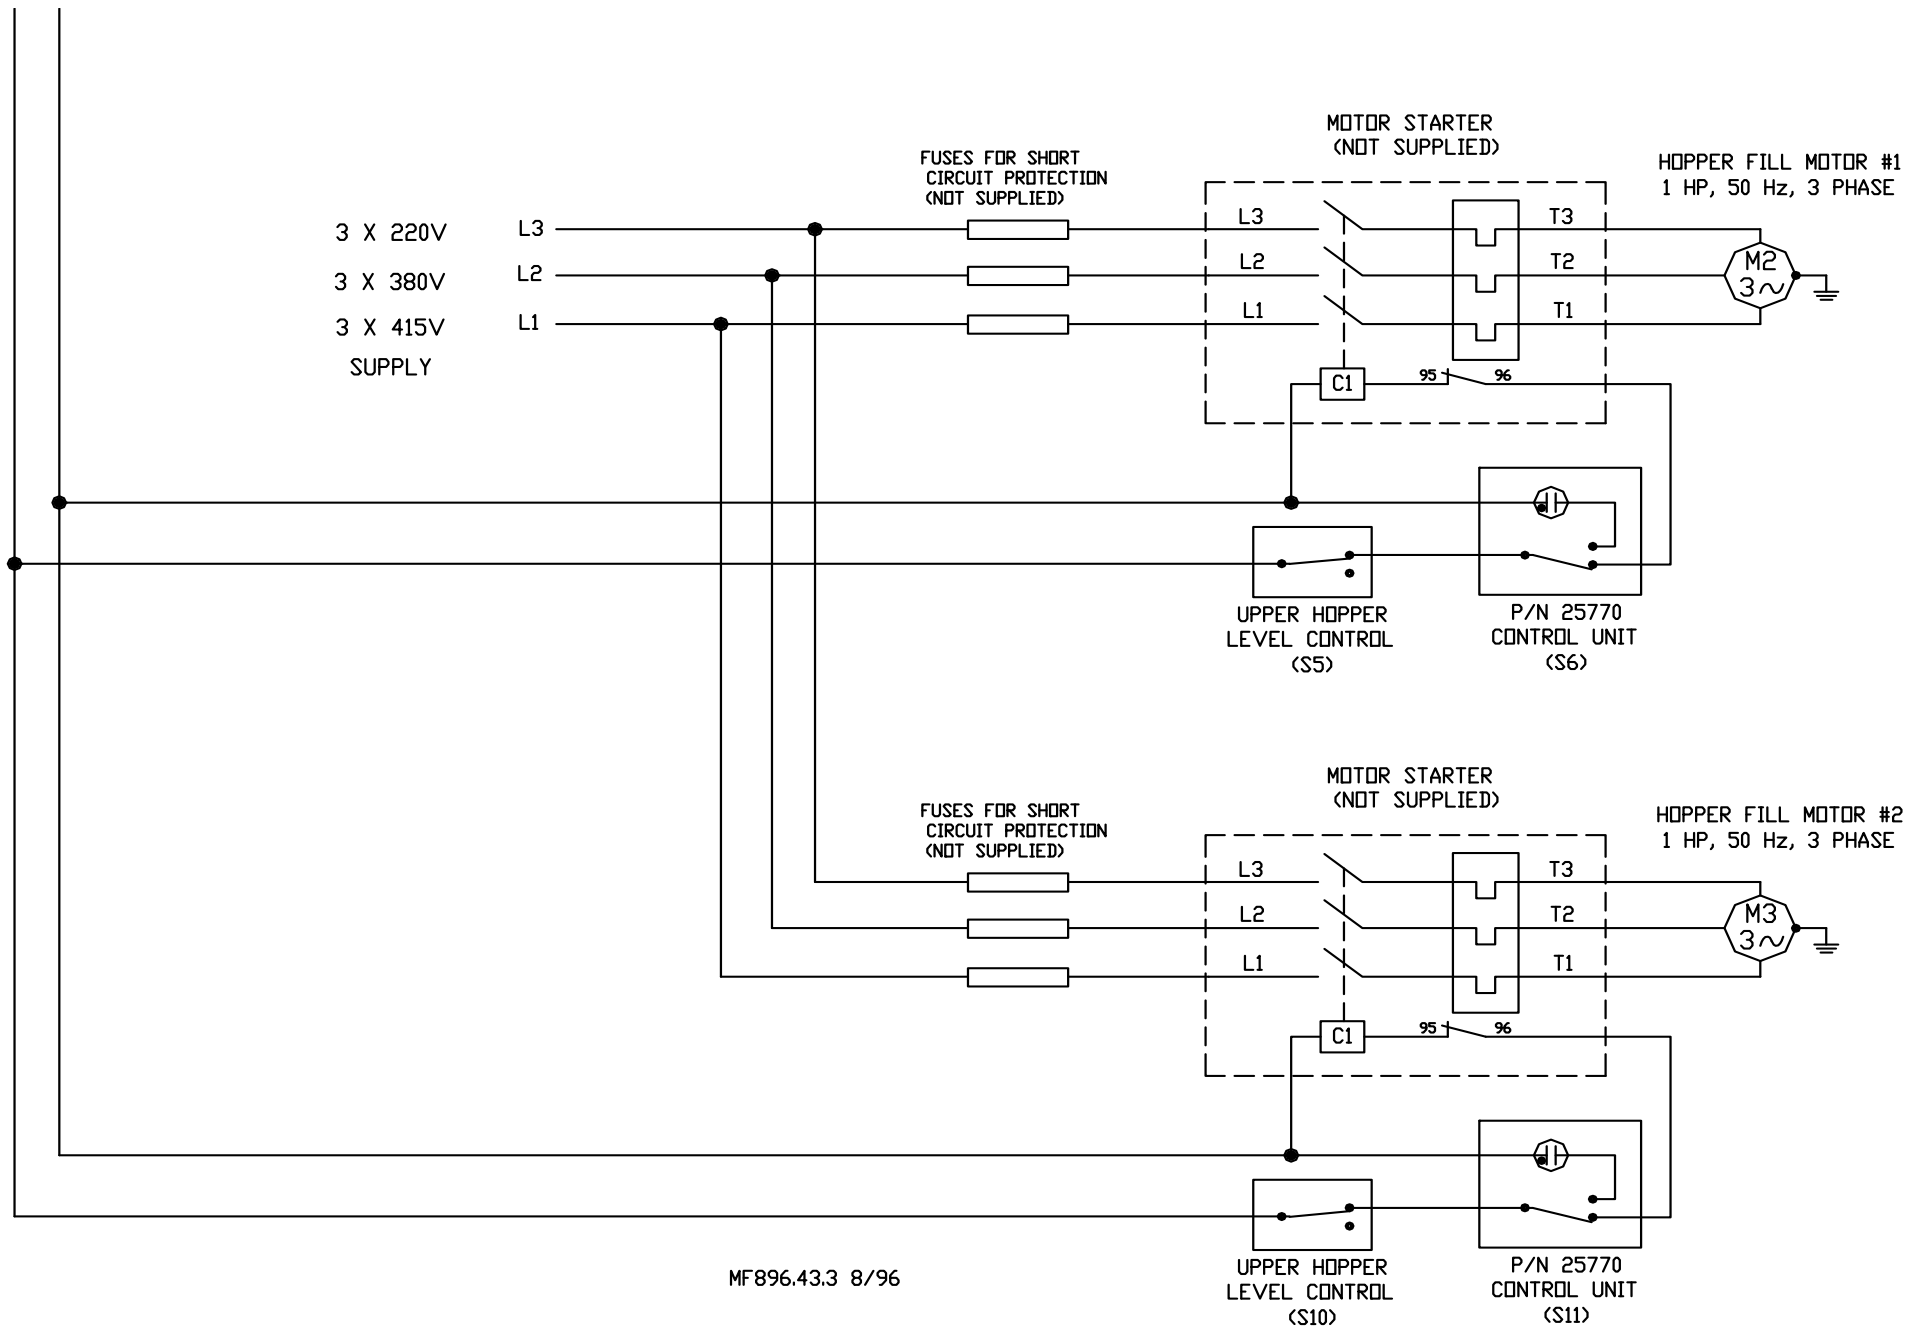 MOTOR STARTER
(NOT SUPPLIED)
FUSES FOR SHORT
CIRCUIT PROTECTION
(NOT SUPPLIED)
HOPPER FILL MOTOR #1
1 HP, 50 Hz, 3 PHASE
3 X 220V L3 L3 T3
3 X 380V L2 L2 T2 M2
3~
3 X 415V L1 L1 T1
SUPPLY
C1 95 96
UPPER HOPPER
LEVEL CONTROL
(S5)
P/N 25770
CONTROL UNIT
(S6)
MOTOR STARTER
(NOT SUPPLIED)
FUSES FOR SHORT
CIRCUIT PROTECTION
(NOT SUPPLIED)
HOPPER FILL MOTOR #2
1 HP, 50 Hz, 3 PHASE
L3 T3
L2 T2 M3
3~
L1 T1
C1 95 96
UPPER HOPPER
LEVEL CONTROL
(S10)
P/N 25770
CONTROL UNIT
(S11)
MF896.43.3 8/96